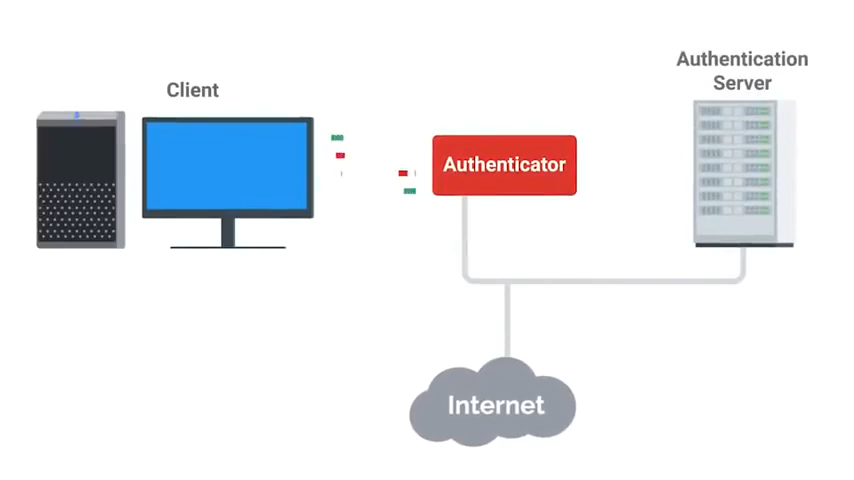 Authentication
Server
Client
Authenticator
Internet